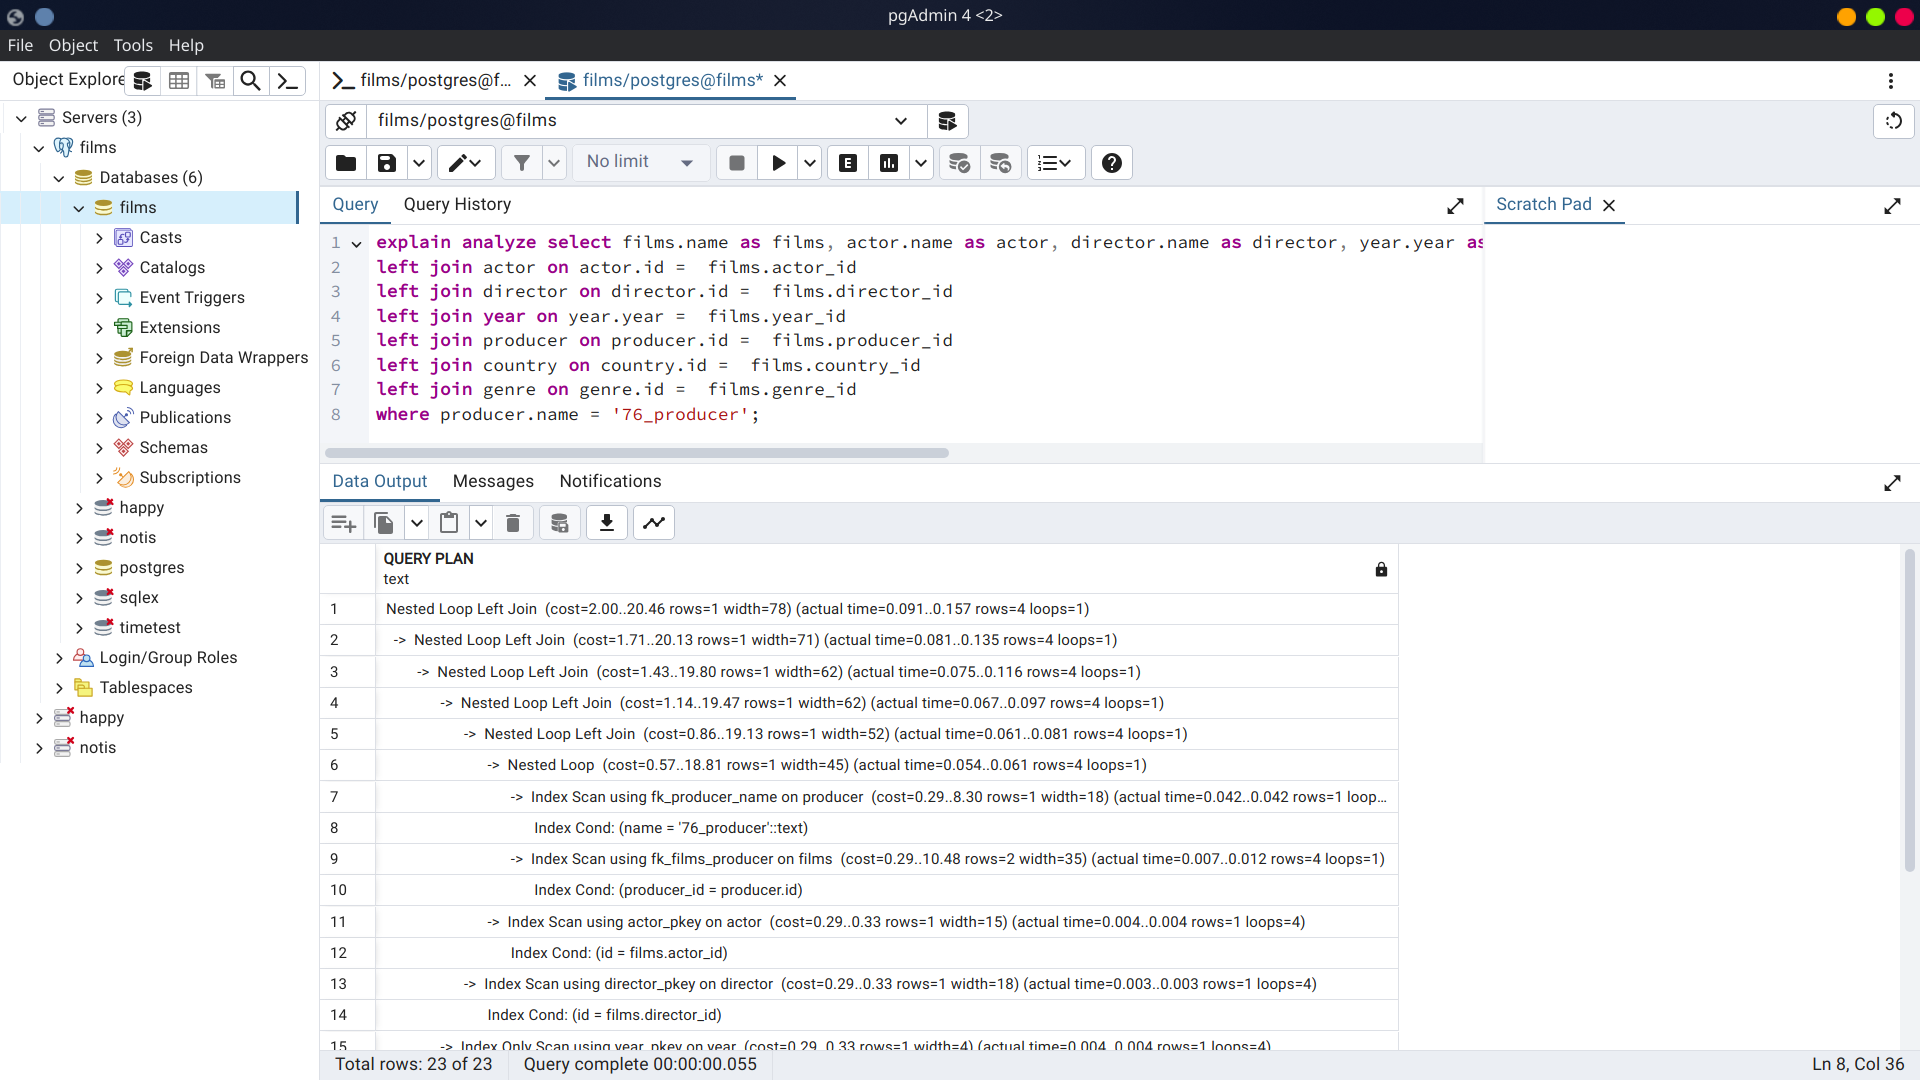 pgAdmin 4 <2>
File Object Tools Help
Object Explore
Servers (3)
films
Databases (6)
films
Casts
Catalogs
Event Triggers
Extensions
Foreign Data Wrappers
Languages
Publications
Schemas
Subscriptions
happy
notis
postgres
sqlex
timetest
Login/Group Roles
Tablespaces
happy
notis
films/postgres@f...
films/postgres@films*
films/postgres@films
No limit
E
Query
Query History
Scratch Pad
1 explain analyze select films.name as films, actor.name as actor, director.name as director, year.year as
2 left join actor on actor.id =  films.actor_id
3 left join director on director.id =  films.director_id
4 left join year on year.year =  films.year_id
5 left join producer on producer.id =  films.producer_id
6 left join country on country.id =  films.country_id
7 left join genre on genre.id =  films.genre_id
8 where producer.name = '76_producer';
Data Output
Messages
Notifications
QUERY PLAN
text
1 Nested Loop Left Join (cost=2.00..20.46 rows=1 width=78) (actual time=0.091..0.157 rows=4 loops=1)
2 -> Nested Loop Left Join (cost=1.71..20.13 rows=1 width=71) (actual time=0.081..0.135 rows=4 loops=1)
3 -> Nested Loop Left Join (cost=1.43..19.80 rows=1 width=62) (actual time=0.075..0.116 rows=4 loops=1)
4 -> Nested Loop Left Join (cost=1.14..19.47 rows=1 width=62) (actual time=0.067..0.097 rows=4 loops=1)
5 -> Nested Loop Left Join (cost=0.86..19.13 rows=1 width=52) (actual time=0.061..0.081 rows=4 loops=1)
6 -> Nested Loop (cost=0.57..18.81 rows=1 width=45) (actual time=0.054..0.061 rows=4 loops=1)
7 -> Index Scan using fk_producer_name on producer (cost=0.29..8.30 rows=1 width=18) (actual time=0.042..0.042 rows=1 loop...
8 Index Cond: (name = '76_producer'::text)
9 -> Index Scan using fk_films_producer on films (cost=0.29..10.48 rows=2 width=35) (actual time=0.007..0.012 rows=4 loops=1)
10 Index Cond: (producer_id = producer.id)
11 -> Index Scan using actor_pkey on actor (cost=0.29..0.33 rows=1 width=15) (actual time=0.004..0.004 rows=1 loops=4)
12 Index Cond: (id = films.actor_id)
13 -> Index Scan using director_pkey on director (cost=0.29..0.33 rows=1 width=18) (actual time=0.003..0.003 rows=1 loops=4)
14 Index Cond: (id = films.director_id)
15 -> Index Only Scan using year_pkey on year (cost=0.29..0.33 rows=1 width=4) (actual time=0.004..0.004 rows=1 loops=4)
Total rows: 23 of 23
Query complete 00:00:00.055
Ln 8, Col 36